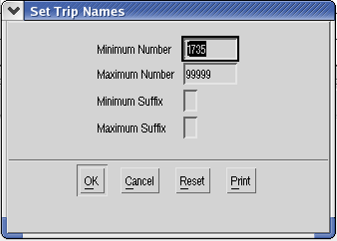 Set Trip Names
Minimum Number 1735
Maximum Number 99999
Minimum Suffix
Maximum Suffix
OK Cancel Reset Print